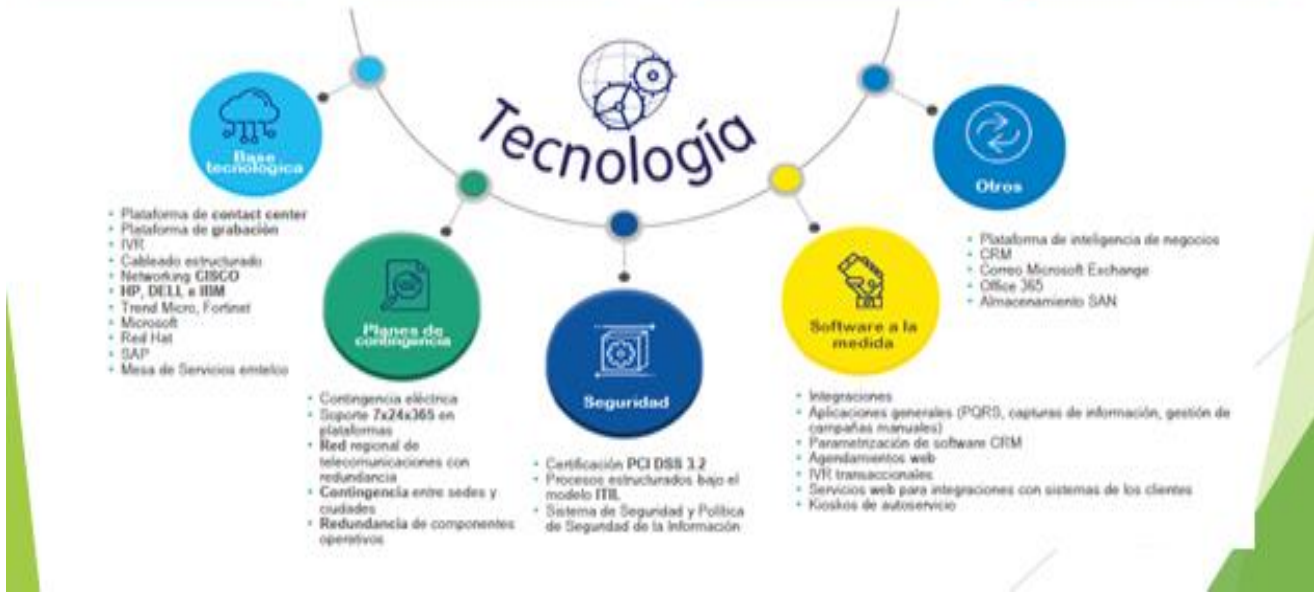 Tecnología
Base
tecnológica
• Plataforma de contact center
• Plataforma de grabación
• IVR
• Cableado estructurado
• Networking CISCO
• HP, DELL e IBM
• Trend Micro, Fortinet
• Microsoft
• Red Hat
• SAP
• Mesa de Servicios emtelco
Planes de
contingencia
• Contingencia eléctrica
• Soporte 7x24x365 en
plataformas
• Red regional de
telecomunicaciones con
redundancia
• Contingencia entre sedes y
ciudades
• Redundancia de componentes
operativos
Seguridad
• Certificación PCI DSS 3.2
• Procesos estructurados bajo el
modelo ITIL
• Sistema de Seguridad y Política
de Seguridad de la Información
Software a la
medida
• Integraciones
• Aplicaciones generales (PQRS, capturas de información, gestión de
campañas manuales)
• Parametrización de software CRM
• Agendamientos web
• IVR transaccionales
• Servicios web para integraciones con sistemas de los clientes
• Kioskos de autoservicio
Otros
• Plataforma de inteligencia de negocios
• CRM
• Correo Microsoft Exchange
• Office 365
• Almacenamiento SAN